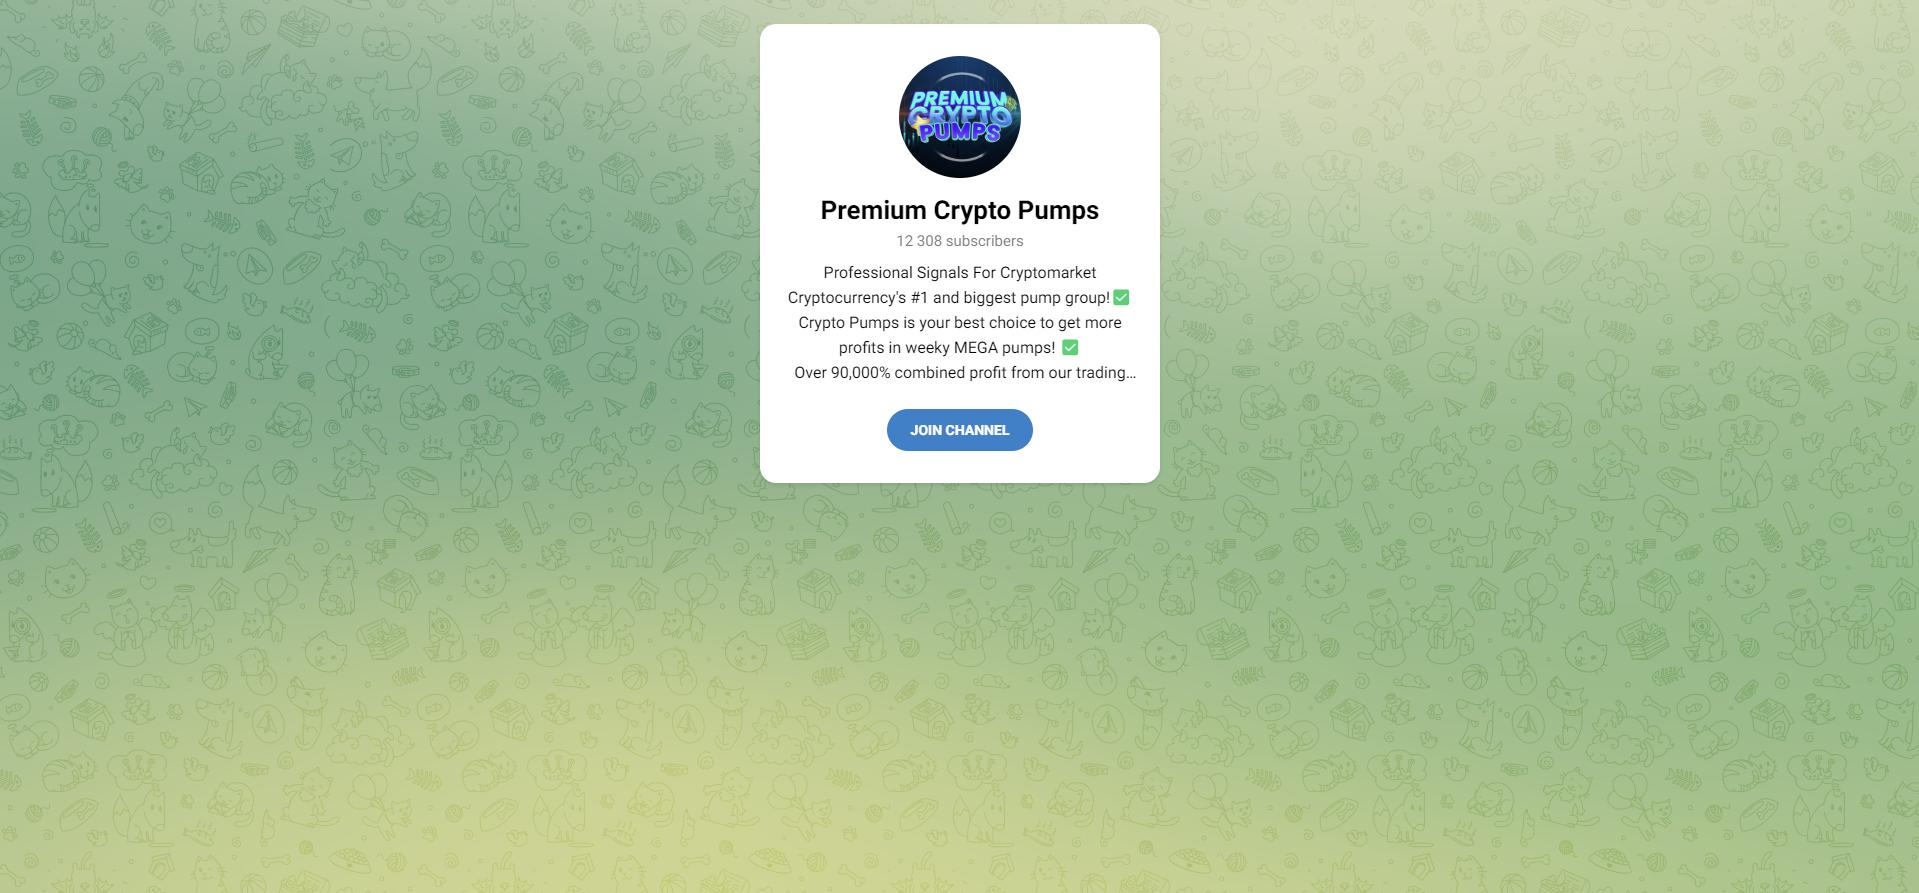 PREMIUM
CRYPTO
PUMPS
Premium Crypto Pumps
12 308 subscribers
Professional Signals For Cryptomarket
Cryptocurrency's #1 and biggest pump group!✅
Crypto Pumps is your best choice to get more
profits in weeky MEGA pumps! ✅
Over 90,000% combined profit from our trading...
JOIN CHANNEL